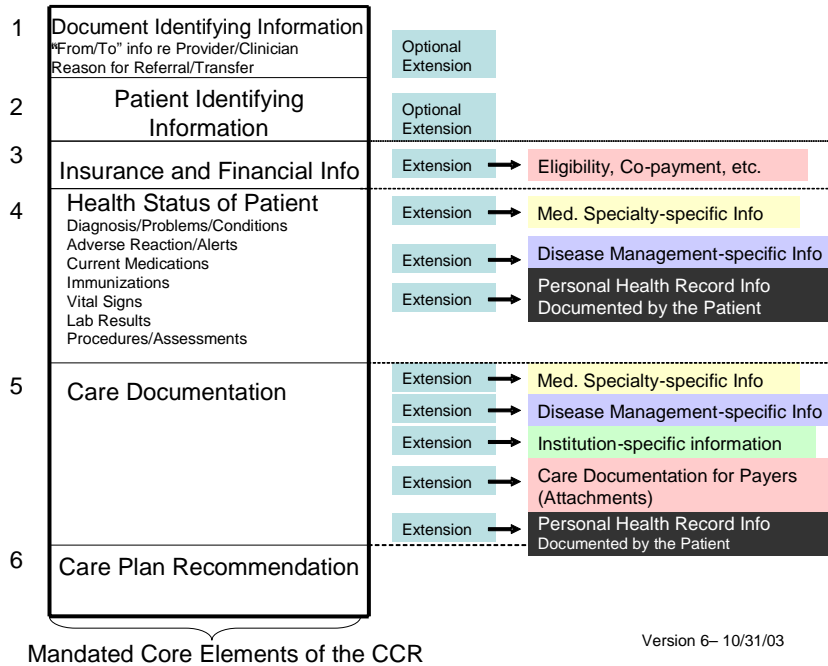 1
Document Identifying Information
"From/To" info re Provider/Clinician
Reason for Referral/Transfer
Optional
Extension
2
Patient Identifying
Information
Optional
Extension
3
Insurance and Financial Info
Extension
Eligibility, Co-payment, etc.
4
Health Status of Patient
Diagnosis/Problems/Conditions
Adverse Reaction/Alerts
Current Medications
Immunizations
Vital Signs
Lab Results
Procedures/Assessments
Extension
Med. Specialty-specific Info
Extension
Disease Management-specific Info
Extension
Personal Health Record Info
Documented by the Patient
5
Care Documentation
Extension
Med. Specialty-specific Info
Extension
Disease Management-specific Info
Extension
Institution-specific information
Extension
Care Documentation for Payers
(Attachments)
Extension
Personal Health Record Info
Documented by the Patient
6
Care Plan Recommendation
Mandated Core Elements of the CCR
Version 6– 10/31/03